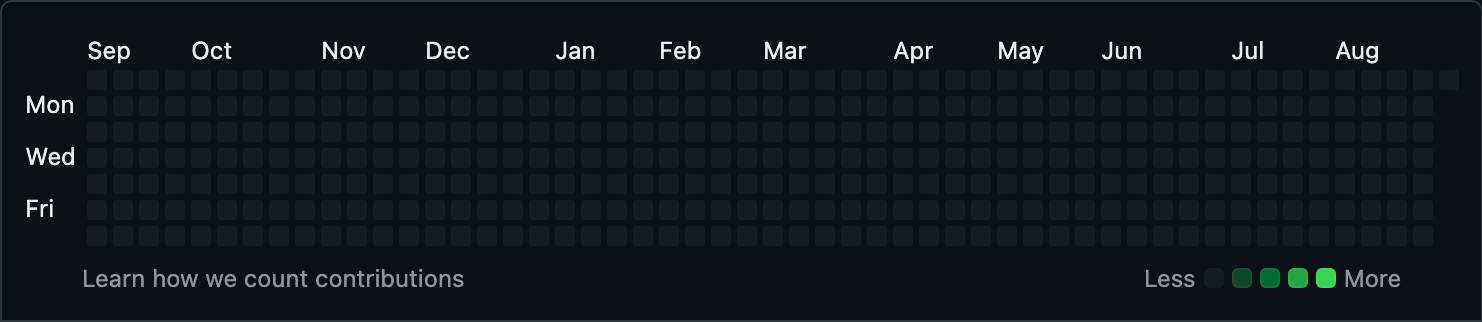 Sep Oct Nov Dec Jan Feb Mar Apr May Jun Jul Aug
Mon
Wed
Fri
Learn how we count contributions Less More